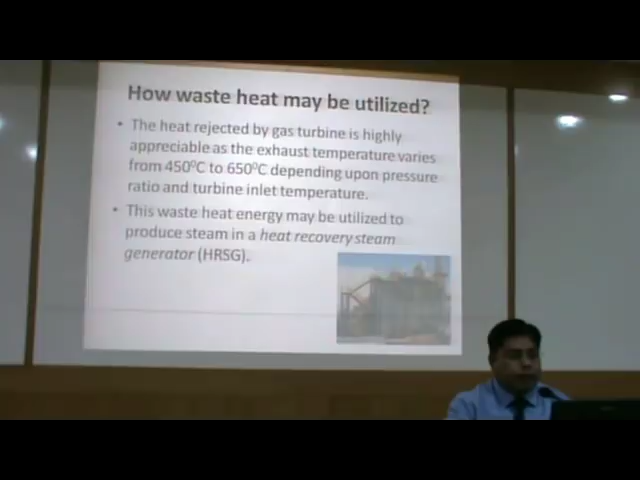 How waste heat may be utilized?
• The heat rejected by gas turbine is highly
appreciable as the exhaust temperature varies
from 450⁰C to 650⁰C depending upon pressure
ratio and turbine inlet temperature.
• This waste heat energy may be utilized to
produce steam in a heat recovery steam
generator (HRSG).